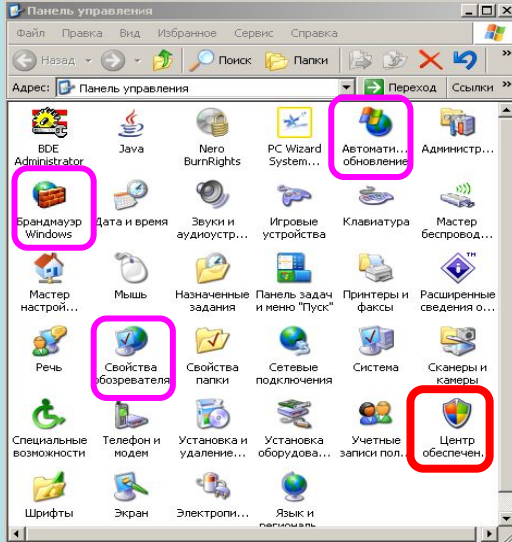 Панель управления
Файл Правка Вид Избранное Сервис Справка
Назад Поиск Папки
Адрес: Панель управления Переход Ссылки
BDE Administrator
Java
Nero BurnRights
PC Wizard System...
Автомати... обновление
Администр...
Брандмауэр Windows
Дата и время
Звуки и аудиоустр...
Игровые устройства
Клавиатура
Мастер беспровод...
Мастер настрой...
Мышь
Назначенные задания
Панель задач и меню "Пуск"
Принтеры и факсы
Расширенные сведения о...
Речь
Свойства обозревателя
Свойства папки
Сетевые подключения
Система
Сканеры и камеры
Специальные возможности
Телефон и модем
Установка и удаление...
Установка оборудова...
Учетные записи пол...
Центр обеспечен...
Шрифты
Экран
Электропи...
Язык и региональ...